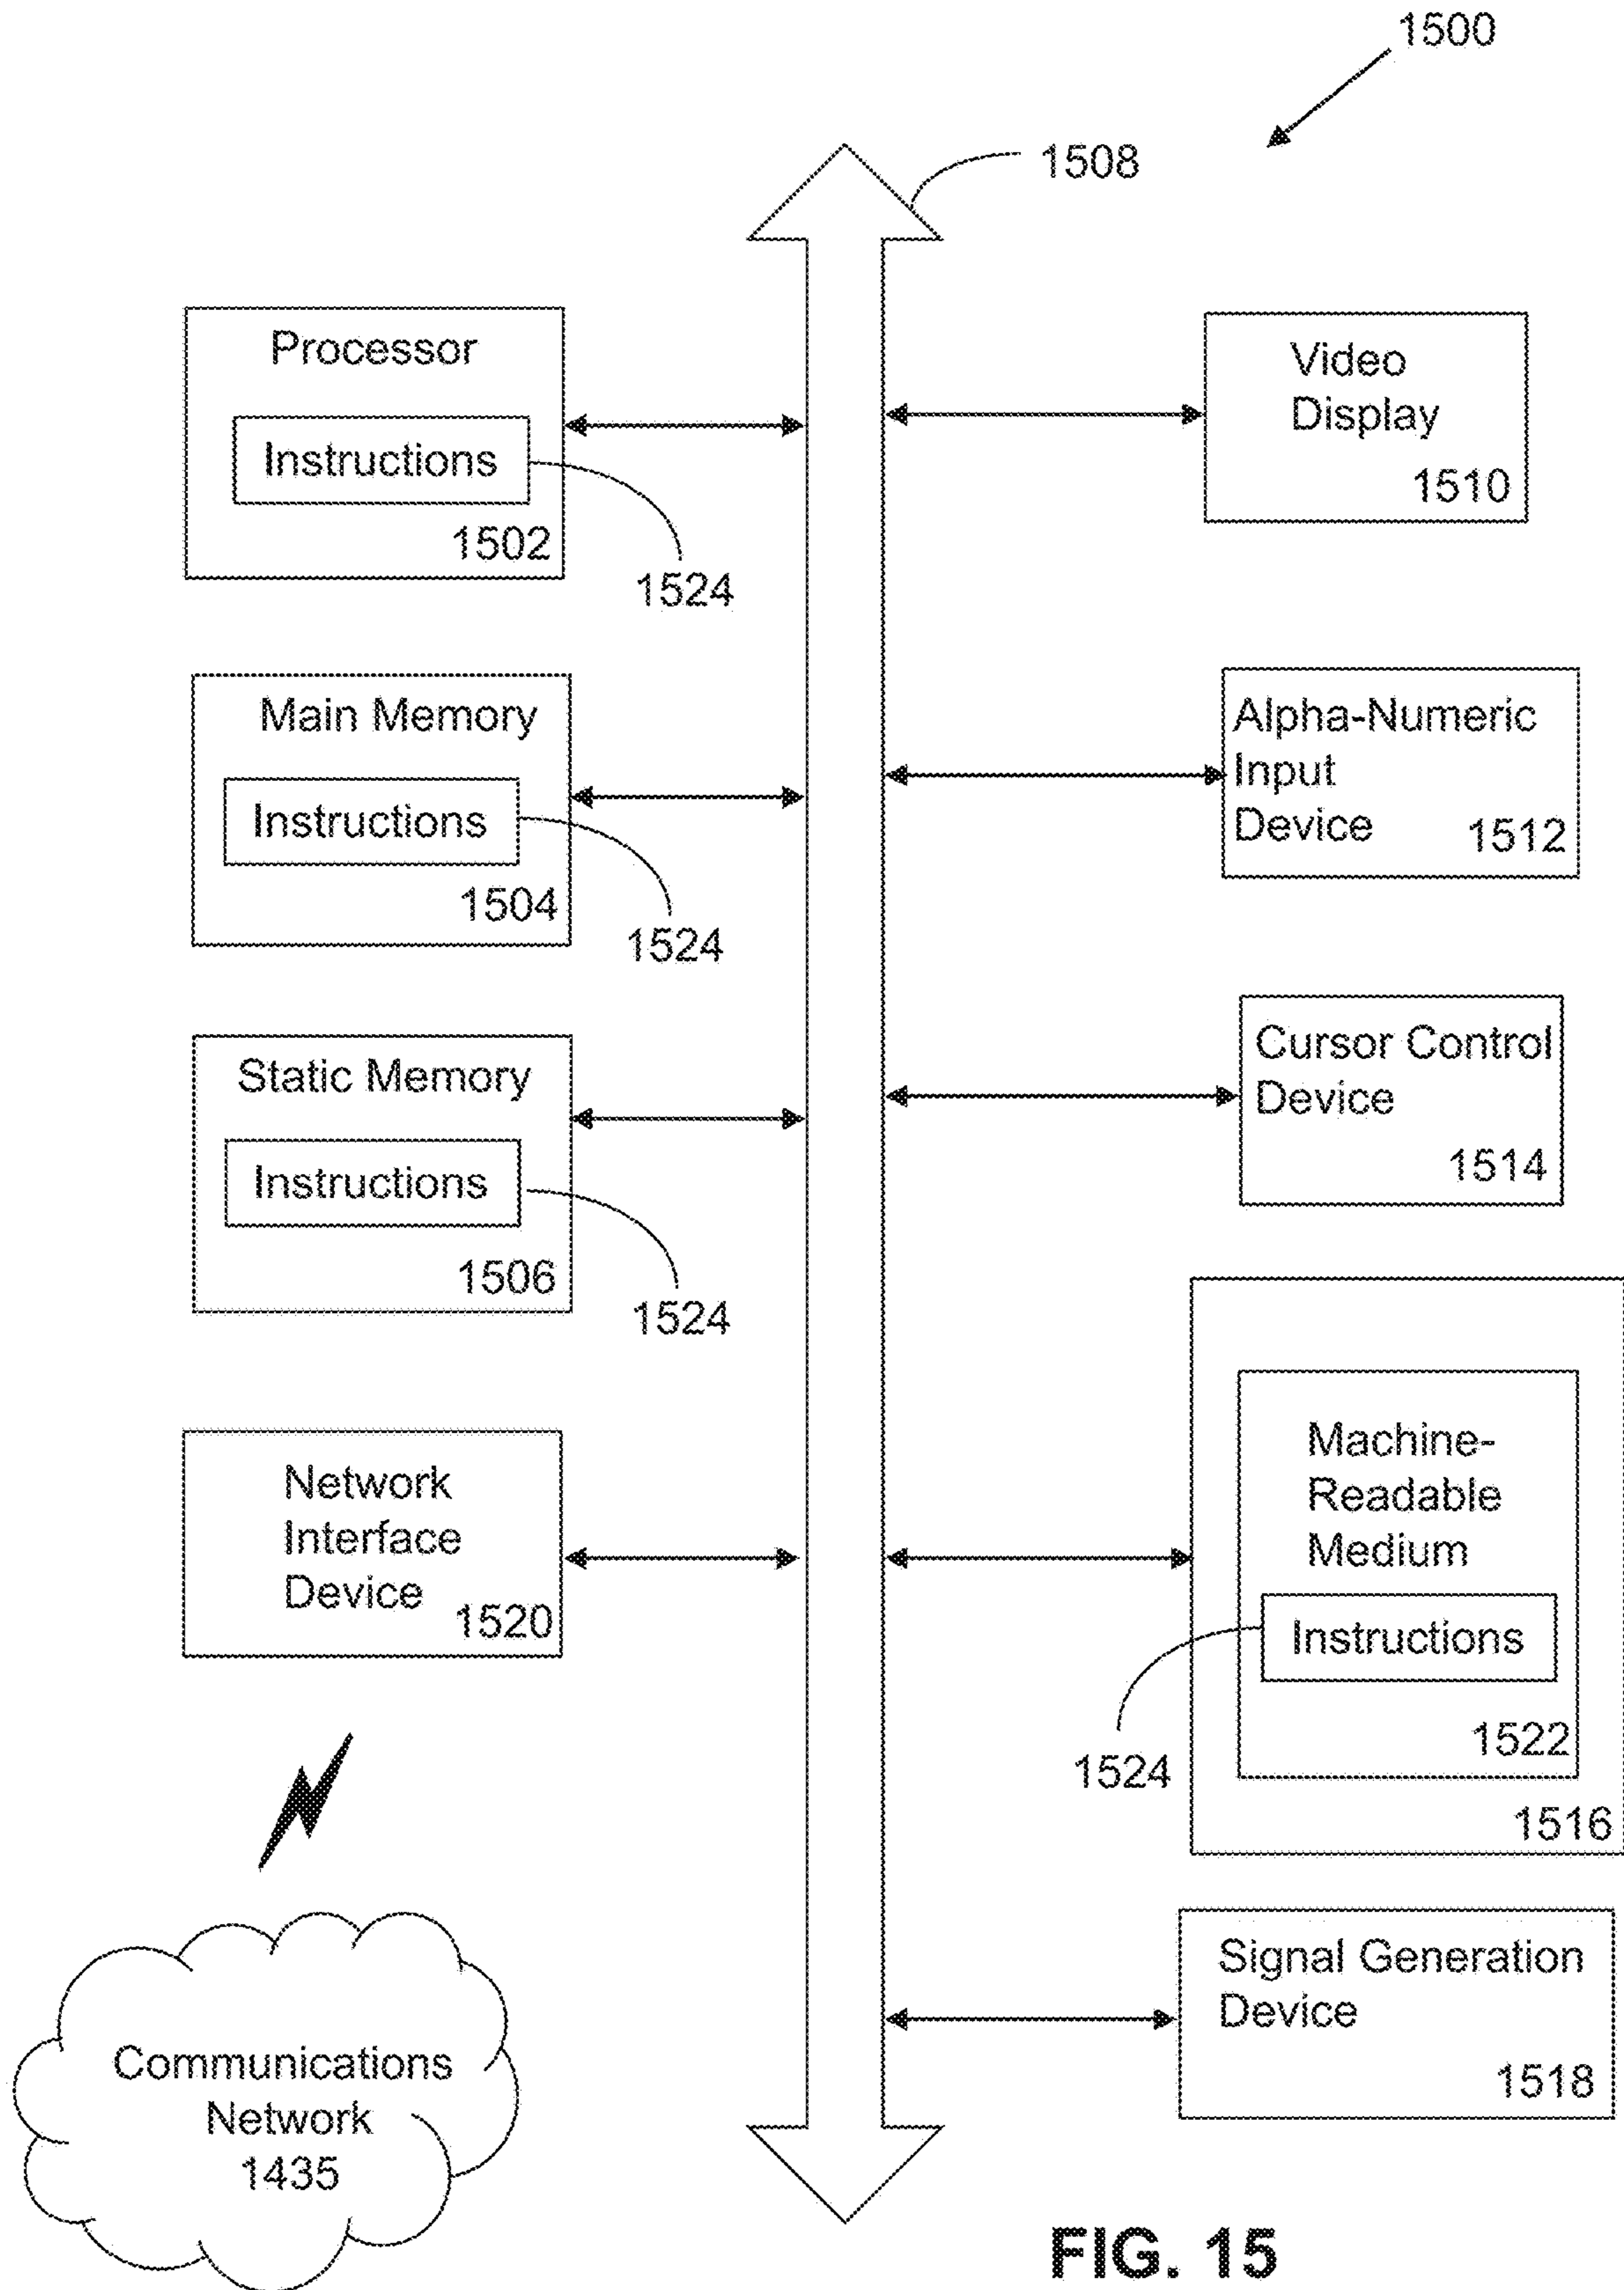 1500
1508
Processor
Instructions
1502
1524
Video
Display
1510
Main Memory
Instructions
1504
1524
Alpha-Numeric
Input
Device
1512
Static Memory
Instructions
1506
1524
Cursor Control
Device
1514
Network
Interface
Device
1520
Machine-
Readable
Medium
Instructions
1522
1524
1516
Communications
Network
1435
Signal Generation
Device
1518
FIG. 15